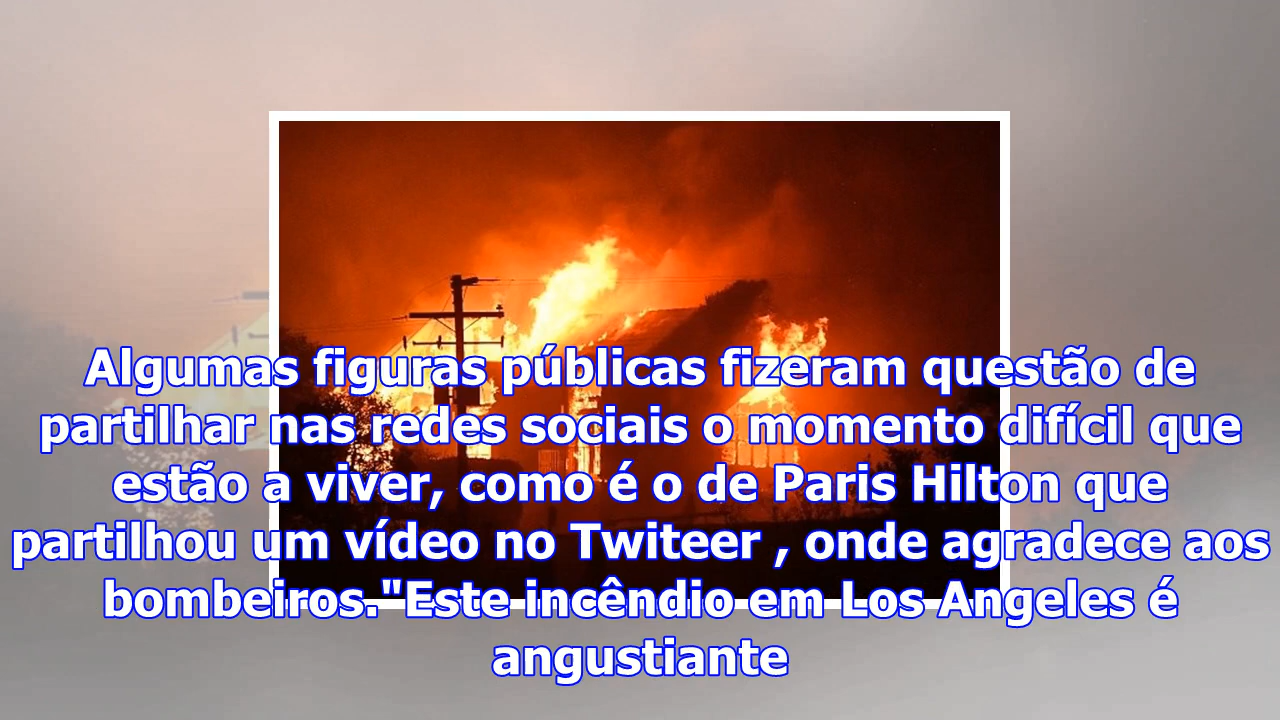 Algumas figuras públicas fizeram questão de
partilhar nas redes sociais o momento difícil que
estão a viver, como é o de Paris Hilton que
partilhou um vídeo no Twiteer , onde agradece aos
bombeiros."Este incêndio em Los Angeles é
angustiante